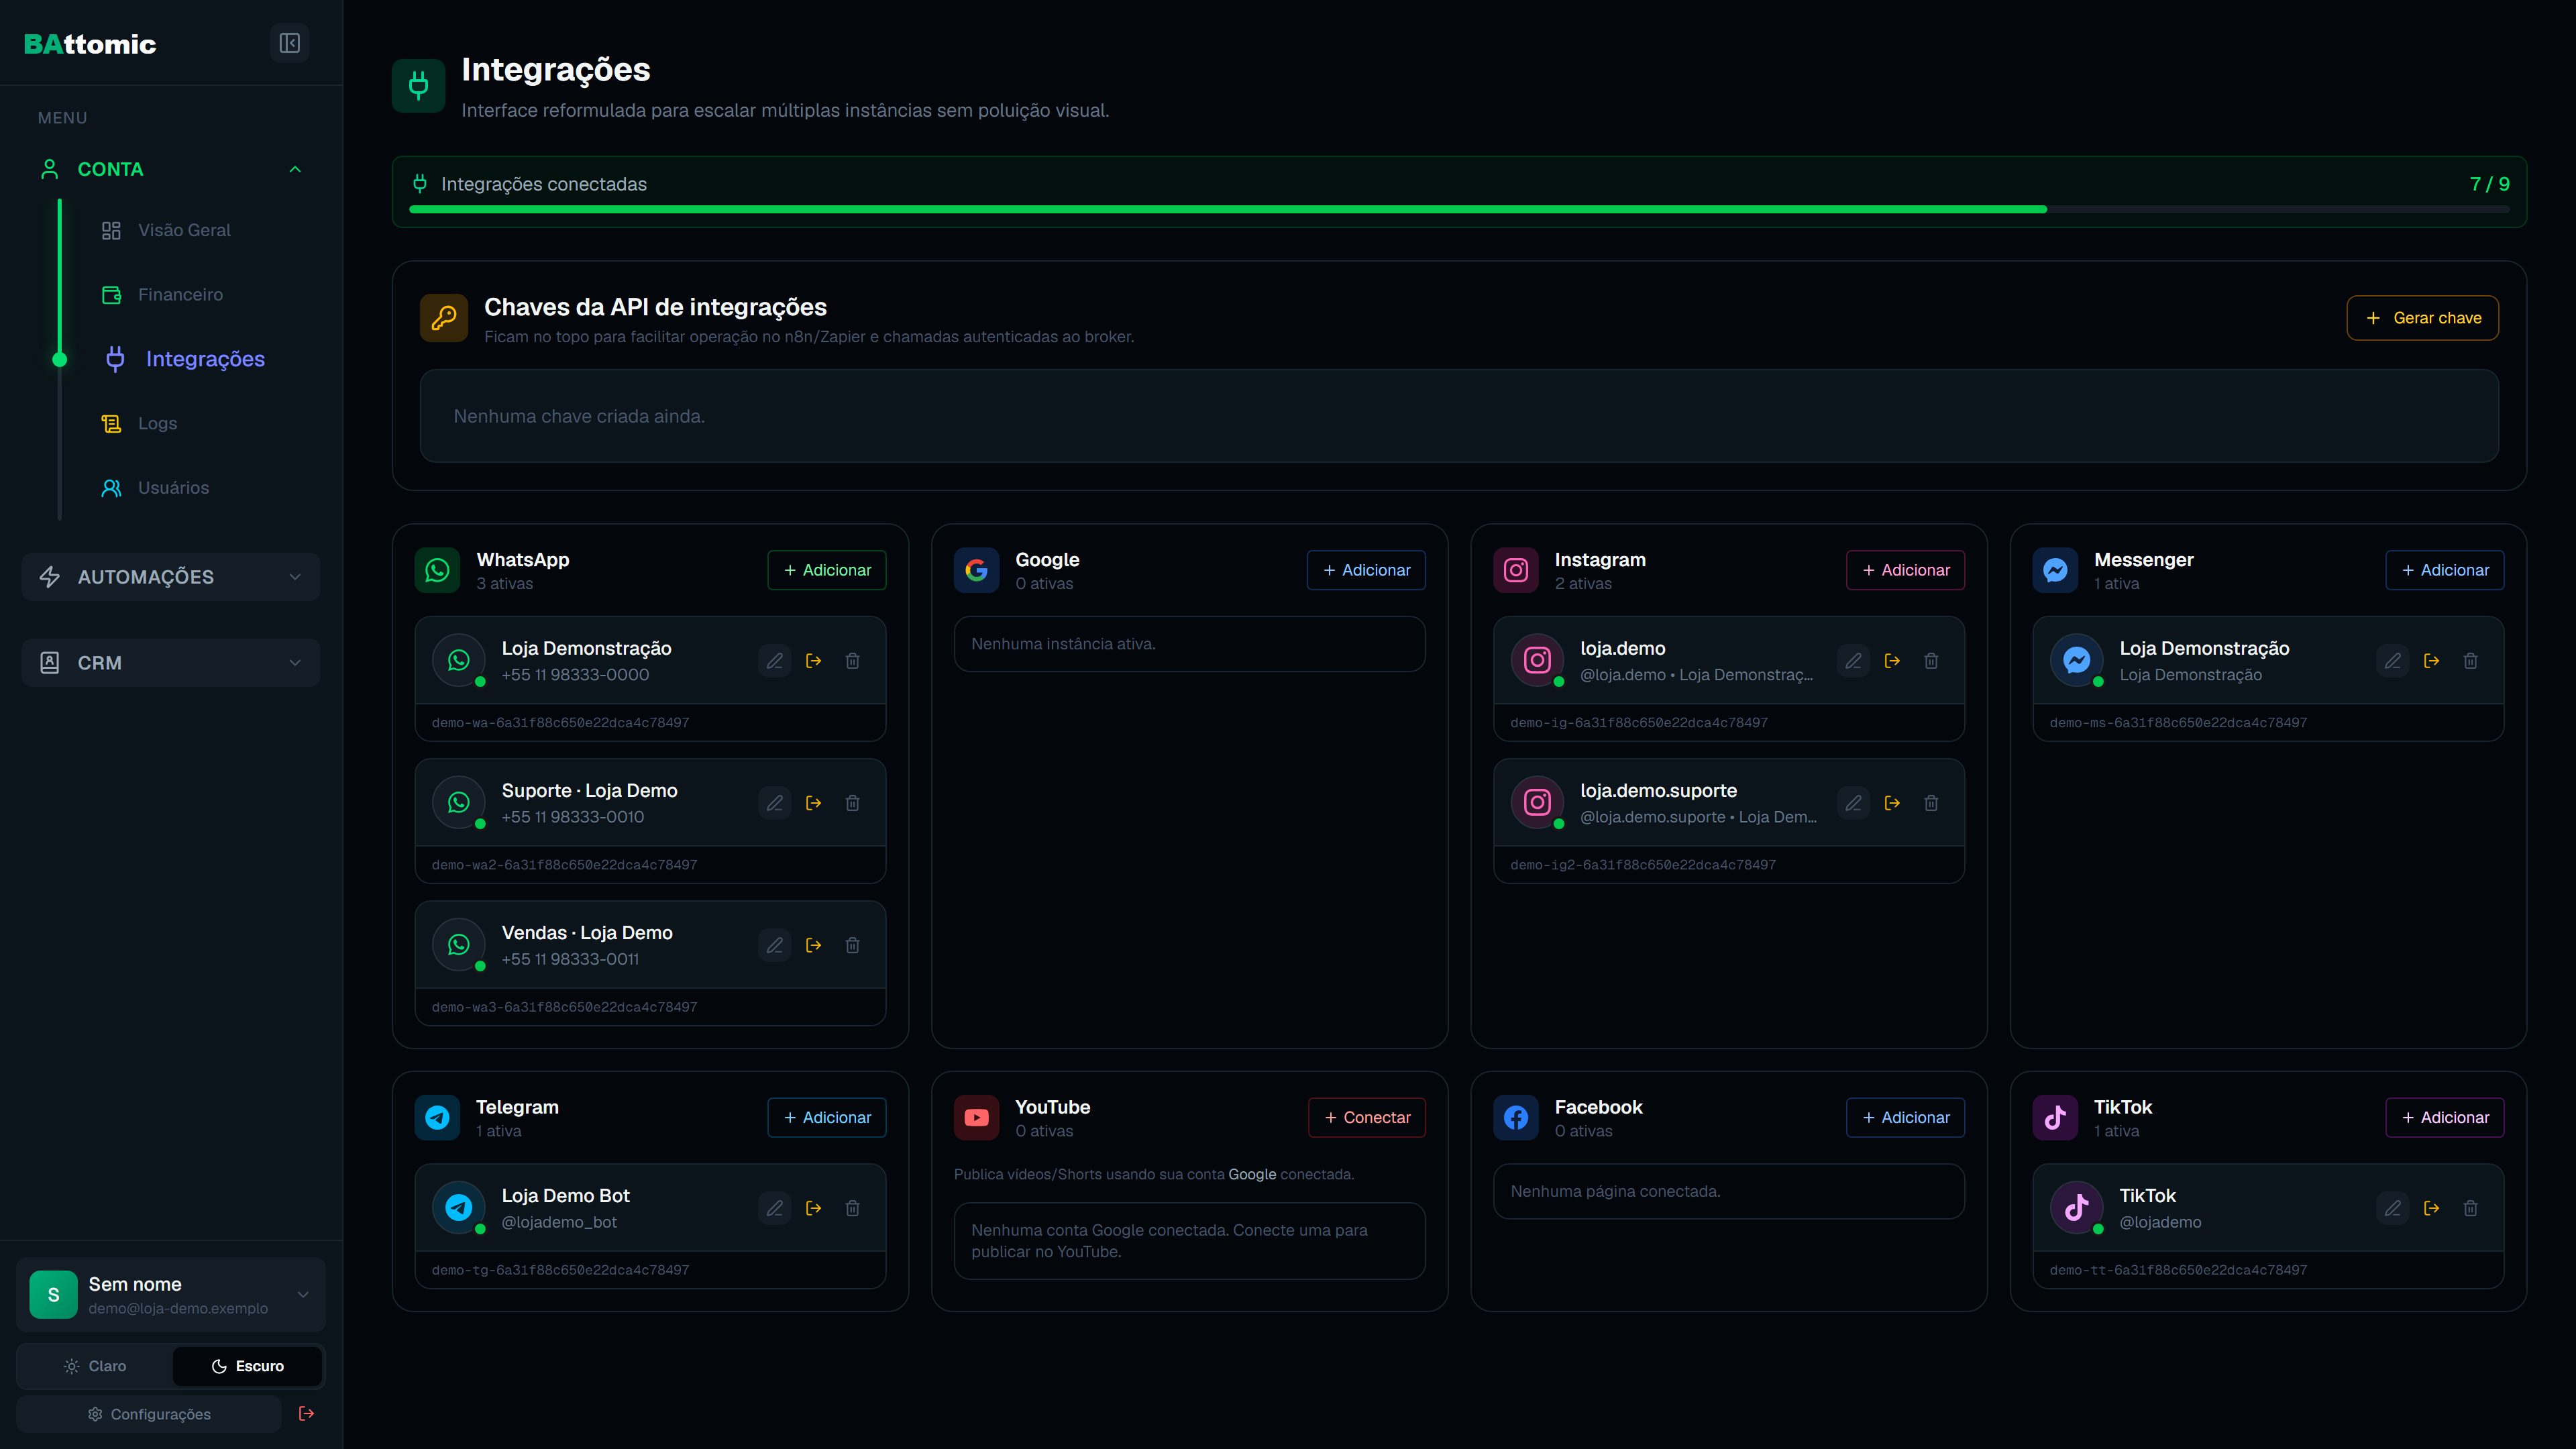 BAttomic
MENU
CONTA
Visão Geral
Financeiro
Integrações
Logs
Usuários
AUTOMAÇÕES
CRM
S
Sem nome
demo@loja-demo.exemplo
Claro
Escuro
Configurações
Integrações
Interface reformulada para escalar múltiplas instâncias sem poluição visual.
Integrações conectadas
7 / 9
Chaves da API de integrações
Ficam no topo para facilitar operação no n8n/Zapier e chamadas autenticadas ao broker.
+ Gerar chave
Nenhuma chave criada ainda.
WhatsApp
3 ativas
+ Adicionar
Loja Demonstração
+55 11 98333-0000
demo-wa-6a31f88c650e22dca4c78497
Suporte · Loja Demo
+55 11 98333-0010
demo-wa2-6a31f88c650e22dca4c78497
Vendas · Loja Demo
+55 11 98333-0011
demo-wa3-6a31f88c650e22dca4c78497
Google
0 ativas
+ Adicionar
Nenhuma instância ativa.
Instagram
2 ativas
+ Adicionar
loja.demo
@loja.demo • Loja Demonstraç...
demo-ig-6a31f88c650e22dca4c78497
loja.demo.suporte
@loja.demo.suporte • Loja Dem...
demo-ig2-6a31f88c650e22dca4c78497
Messenger
1 ativa
+ Adicionar
Loja Demonstração
Loja Demonstração
demo-ms-6a31f88c650e22dca4c78497
Telegram
1 ativa
+ Adicionar
Loja Demo Bot
@lojademo_bot
demo-tg-6a31f88c650e22dca4c78497
YouTube
0 ativas
+ Conectar
Publica vídeos/Shorts usando sua conta Google conectada.
Nenhuma conta Google conectada. Conecte uma para
publicar no YouTube.
Facebook
0 ativas
+ Adicionar
Nenhuma página conectada.
TikTok
1 ativa
+ Adicionar
TikTok
@lojademo
demo-tt-6a31f88c650e22dca4c78497